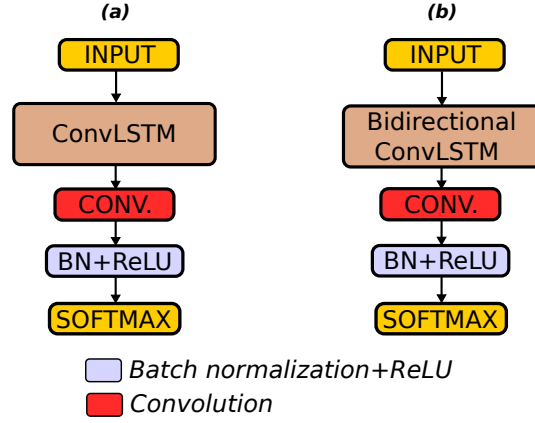 (a)
INPUT
ConvLSTM
CONV.
BN+ReLU
SOFTMAX
(b)
INPUT
Bidirectional
ConvLSTM
CONV.
BN+ReLU
SOFTMAX
Batch normalization+ReLU
Convolution